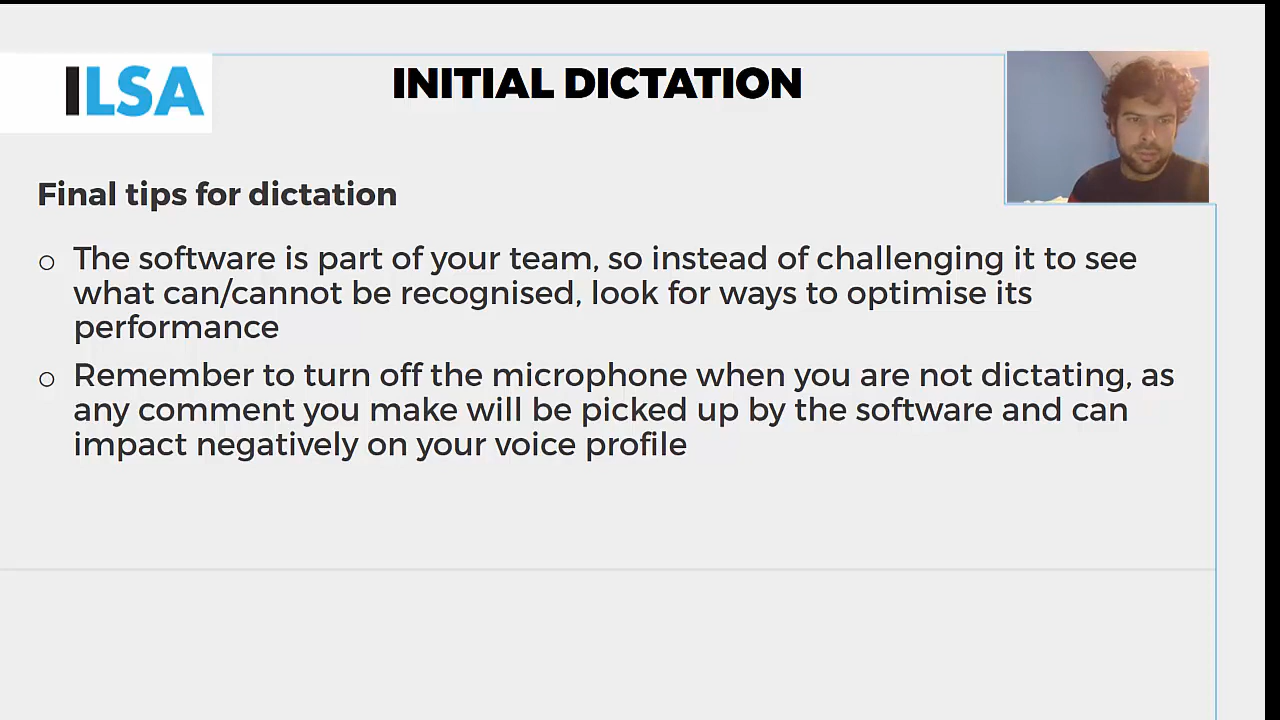 ILSA
INITIAL DICTATION
Final tips for dictation
o The software is part of your team, so instead of challenging it to see
what can/cannot be recognised, look for ways to optimise its
performance
o Remember to turn off the microphone when you are not dictating, as
any comment you make will be picked up by the software and can
impact negatively on your voice profile